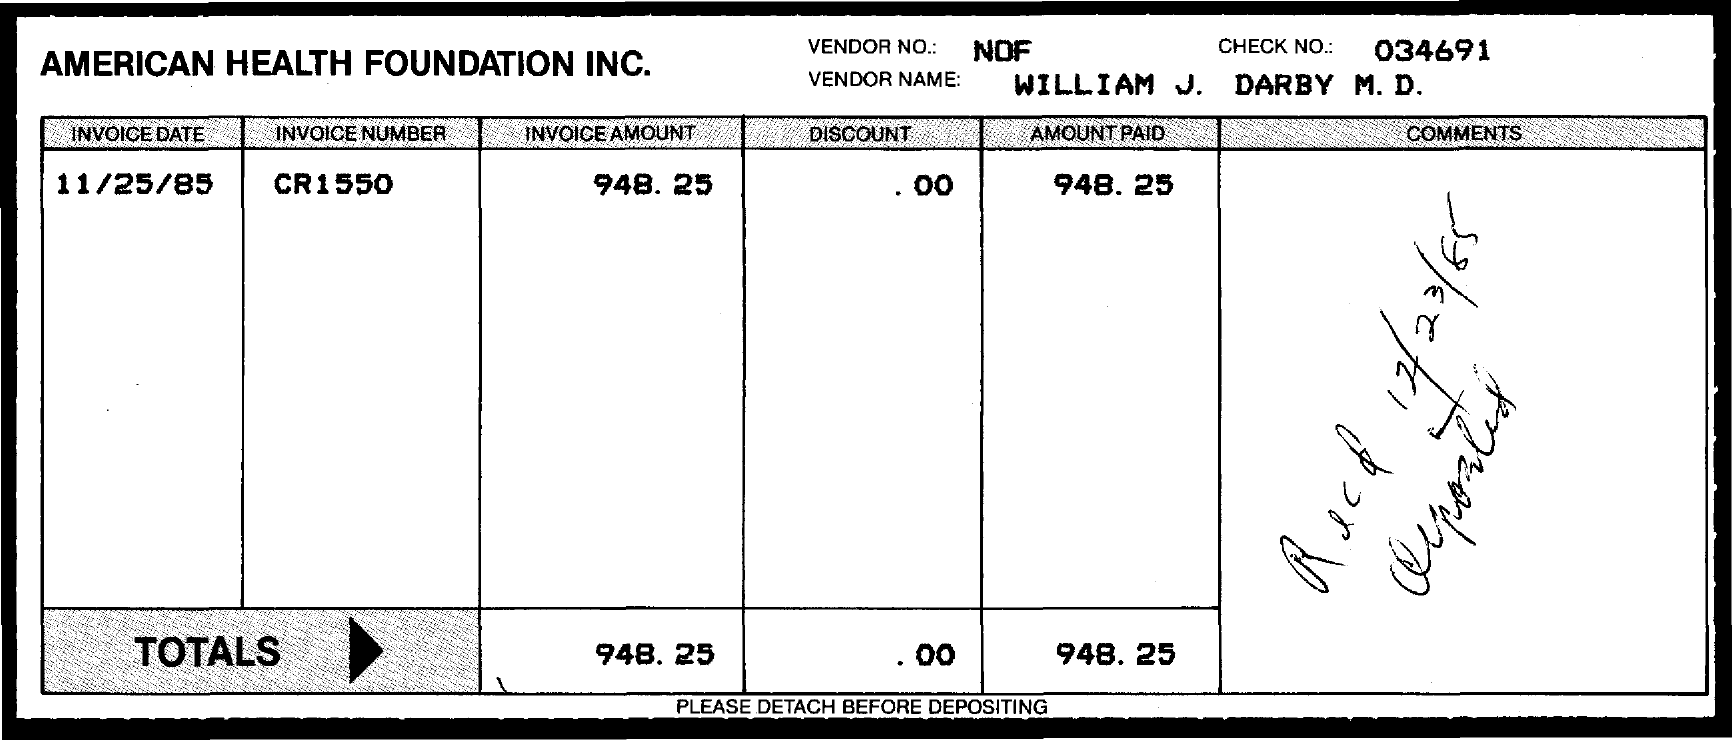 AMERICAN HEALTH FOUNDATION INC.
VENDOR NO.: NOF CHECK NO.: 034691
VENDOR NAME: WILLIAM J. DARBY M. D.
INVOICE DATE INVOICE NUMBER INVOICE AMOUNT DISCOUNT AMOUNT PAID COMMENTS
11/25/85 CR1550 948. 25 . 00 948. 25
Recd 12/23/85
deposited
TOTALS 948. 25 . 00 948. 25
PLEASE DETACH BEFORE DEPOSITING